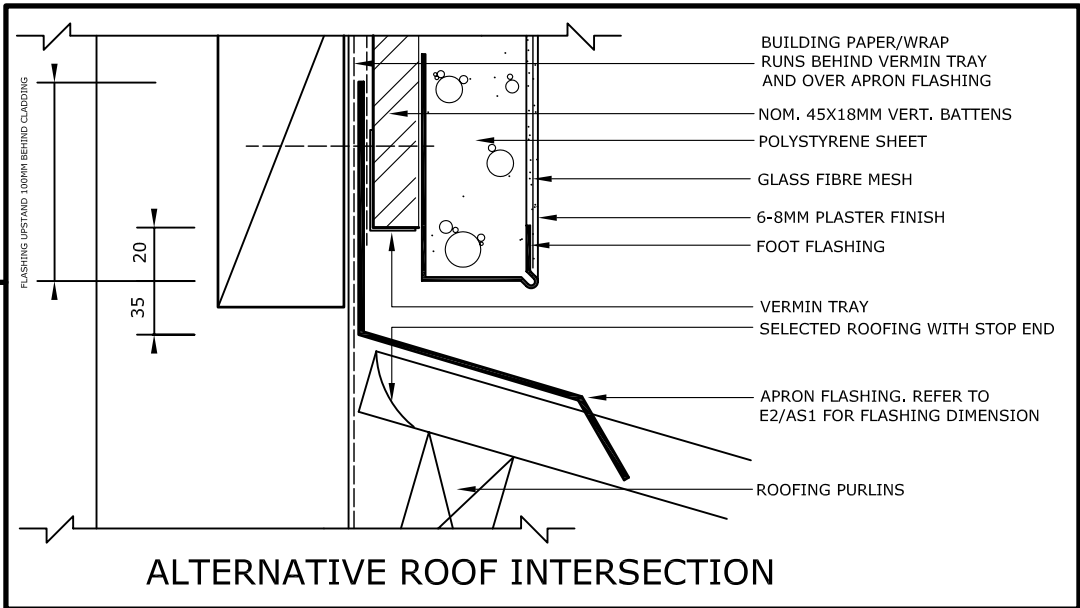 BUILDING PAPER/WRAP
RUNS BEHIND VERMIN TRAY
AND OVER APRON FLASHING
NOM. 45X18MM VERT. BATTENS
POLYSTYRENE SHEET
GLASS FIBRE MESH
6-8MM PLASTER FINISH
FOOT FLASHING
VERMIN TRAY
SELECTED ROOFING WITH STOP END
APRON FLASHING. REFER TO
E2/AS1 FOR FLASHING DIMENSION
ROOFING PURLINS
FLASHING UPSTAND 100MM BEHIND CLADDING
20
35
ALTERNATIVE ROOF INTERSECTION